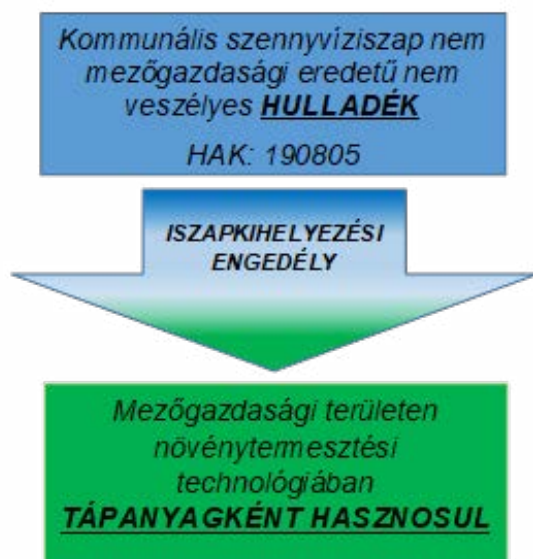 Kommunális szennyvíziszap nem
mezőgazdasági eredetű nem
veszélyes HULLADÉK
HAK: 190805
ISZAPKIHELYEZÉSI
ENGEDÉLY
Mezőgazdasági területen
növénytermesztési
technológiában
TÁPANYAGKÉNT HASZNOSUL